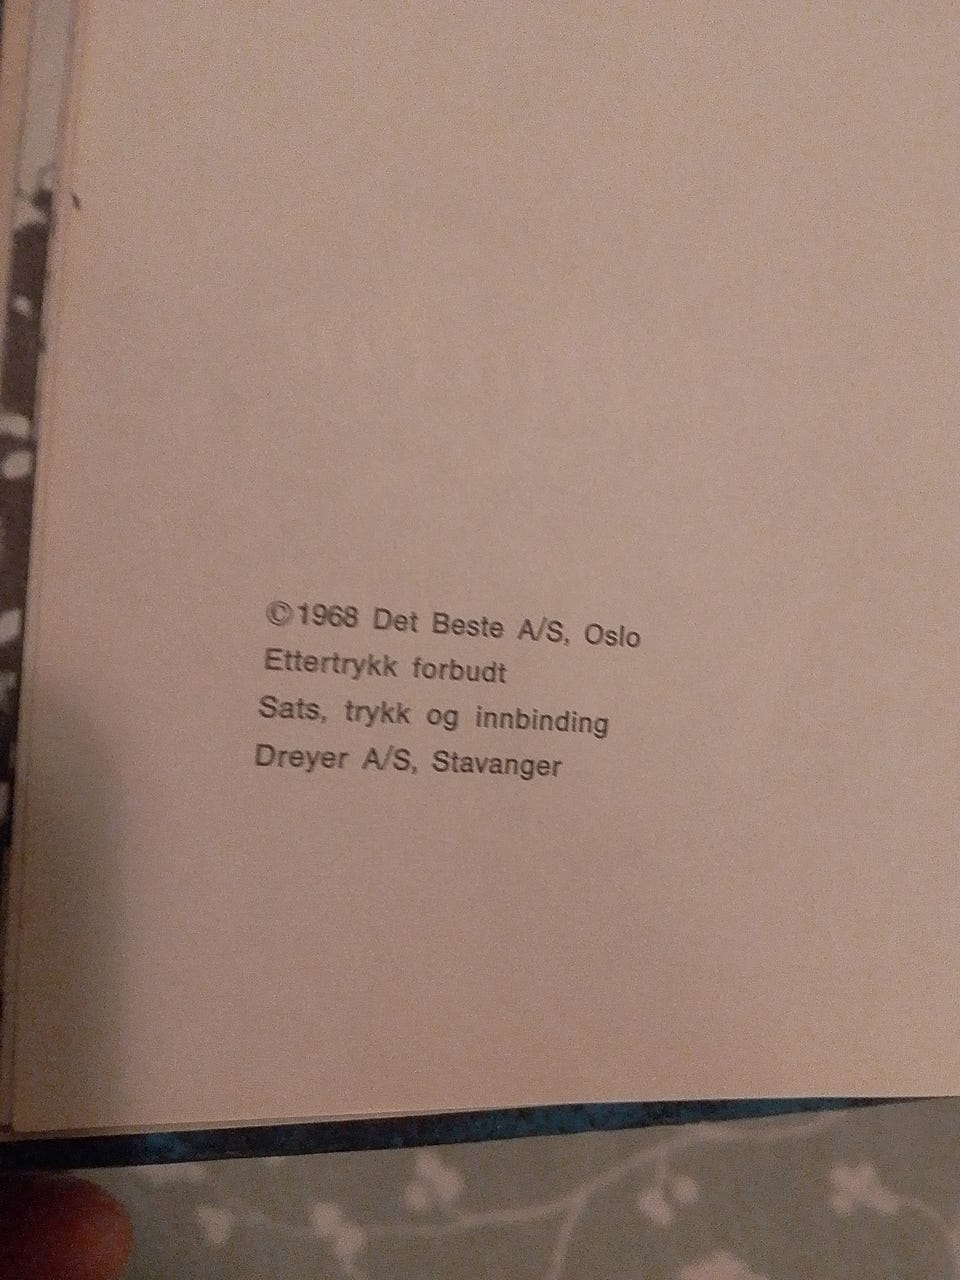 ©1968 Det Beste A/S, Oslo
Ettertrykk forbudt
Sats, trykk og innbinding
Dreyer A/S, Stavanger